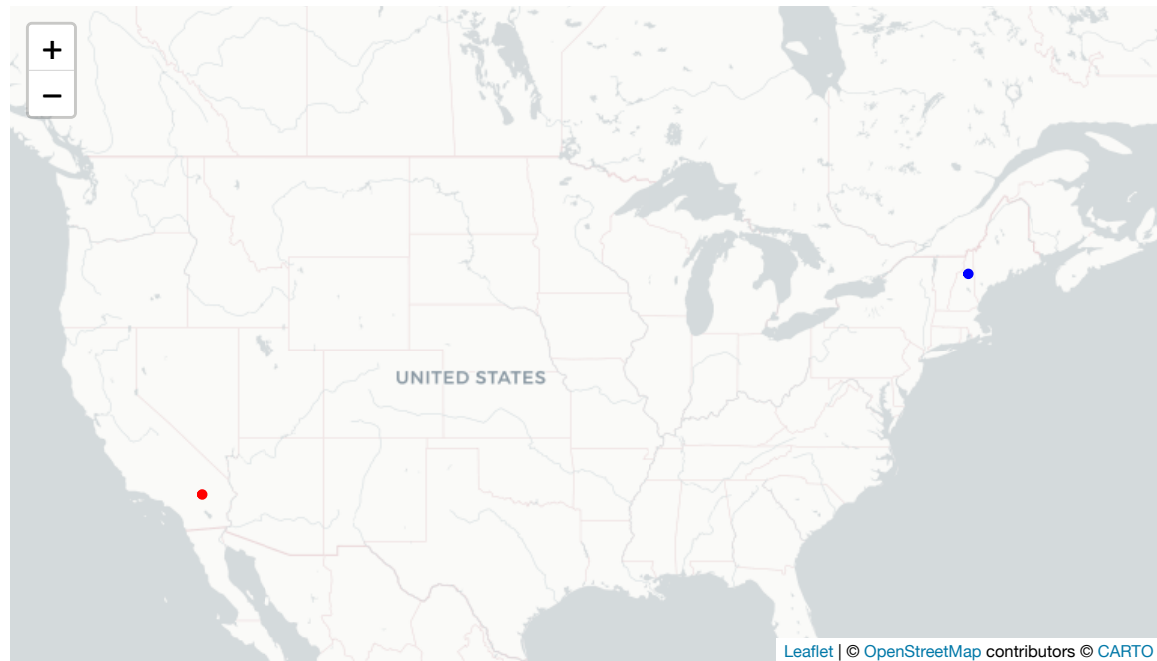 +
−
UNITED STATES
Leaflet | © OpenStreetMap contributors © CARTO